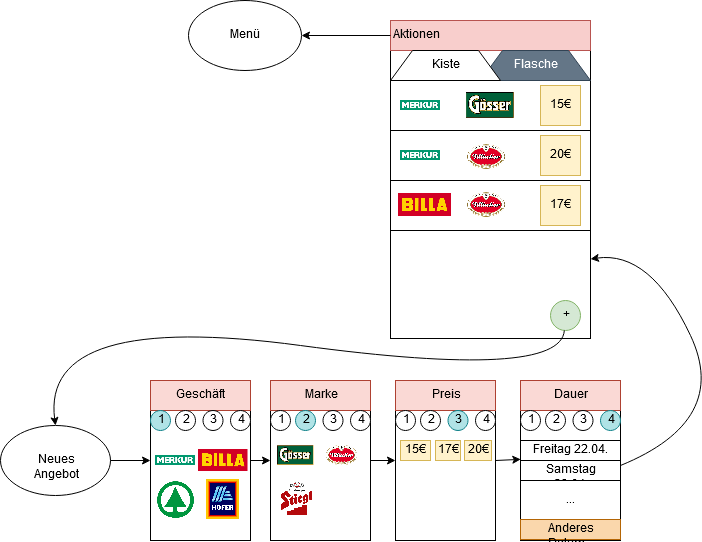 Menü
Aktionen
Kiste
Flasche
MERKUR
Gösser
15€
MERKUR
20€
BILLA
17€
+
Geschäft
Marke
Preis
Dauer
1 2 3 4
1 2 3 4
1 2 3 4
1 2 3 4
Neues
Angebot
MERKUR BILLA
HOFER
Gösser
Stiegl
15€ 17€ 20€
Freitag 22.04.
Samstag
...
Anderes